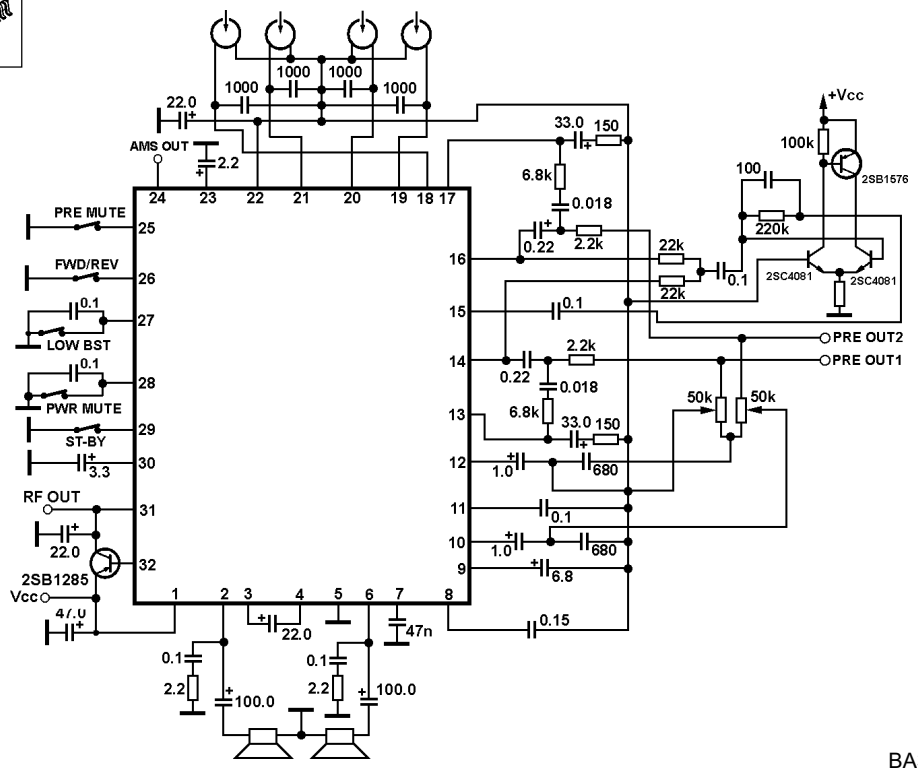 1000 1000
1000 1000
22.0
+Vcc
AMS OUT
2.2
33.0 150
100k
100
2SB1576
6.8k
0.018
220k
24 23 22 21 20 19 18 17
PRE MUTE
25
0.22 2.2k
22k
16
2SC4081 2SC4081
0.1
FWD/REV
26
22k
0.1
15
0.1
27
LOW BST
PRE OUT2
2.2k
14
PRE OUT1
0.22
0.1
28
0.018
PWR MUTE
6.8k
50k 50k
13
33.0 150
29
ST-BY
30
3.3
12
1.0 680
RF OUT
31
11
0.1
22.0
10
1.0 680
32
9
6.8
2SB1285
Vcc
1 2 3 4 5 6 7 8
47.0
22.0
47n
0.15
0.1 0.1
2.2 100.0 2.2 100.0
BA